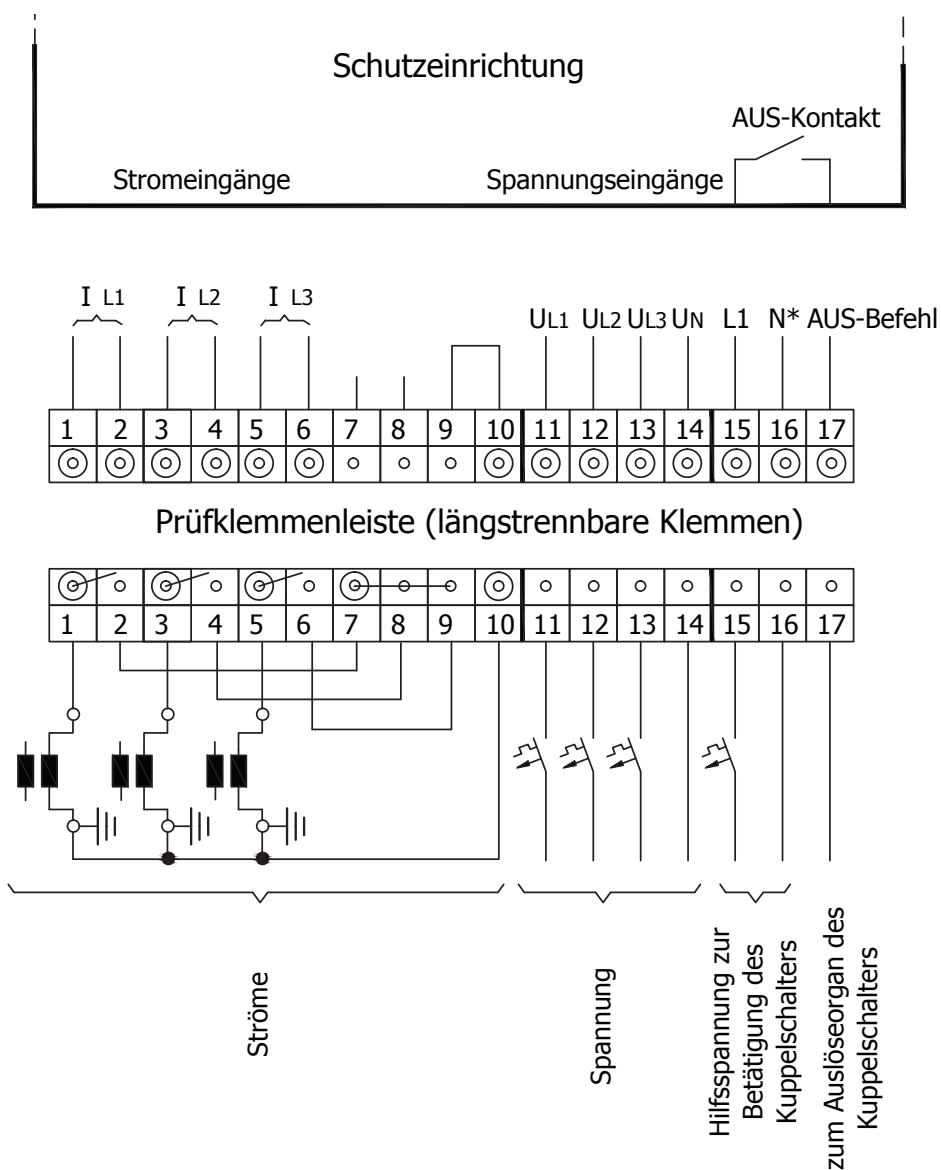 Schutzeinrichtung
AUS-Kontakt
Stromeingänge Spannungseingänge
I L1 I L2 I L3
UL1 UL2 UL3 UN L1 N* AUS-Befehl
1 2 3 4 5 6 7 8 9 10 11 12 13 14 15 16 17
Prüfklemmenleiste (längstrennbare Klemmen)
1 2 3 4 5 6 7 8 9 10 11 12 13 14 15 16 17
Ströme
Spannung
Hilfsspannung zur
Betätigung des
Kuppelschalters
zum Auslöseorgan des
Kuppelschalters